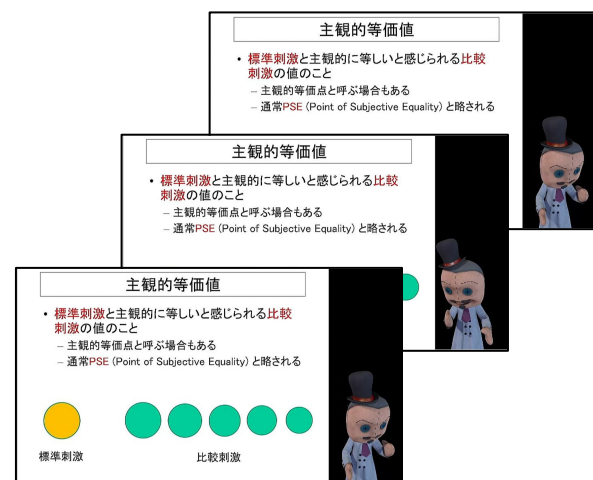 主観的等価値
• 標準刺激と主観的に等しいと感じられる比較
刺激の値のこと
– 主観的等価点と呼ぶ場合もある
– 通常PSE (Point of Subjective Equality) と略される
主観的等価値
• 標準刺激と主観的に等しいと感じられる比較
刺激の値のこと
– 主観的等価点と呼ぶ場合もある
– 通常PSE (Point of Subjective Equality) と略される
主観的等価値
• 標準刺激と主観的に等しいと感じられる比較
刺激の値のこと
– 主観的等価点と呼ぶ場合もある
– 通常PSE (Point of Subjective Equality) と略される
標準刺激
比較刺激